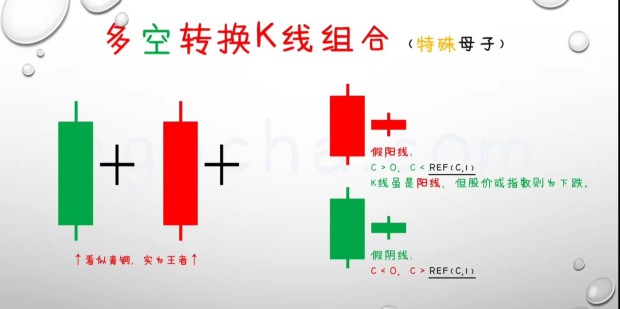 多空转换K线组合（特殊母子）
假阳线：
C>O, C<REF(C,1)
K线虽是阳线，但股价或指数则为下跌。
↑看似青铜，实为王者↑
假阴线：
C<O, C>REF(C,1)